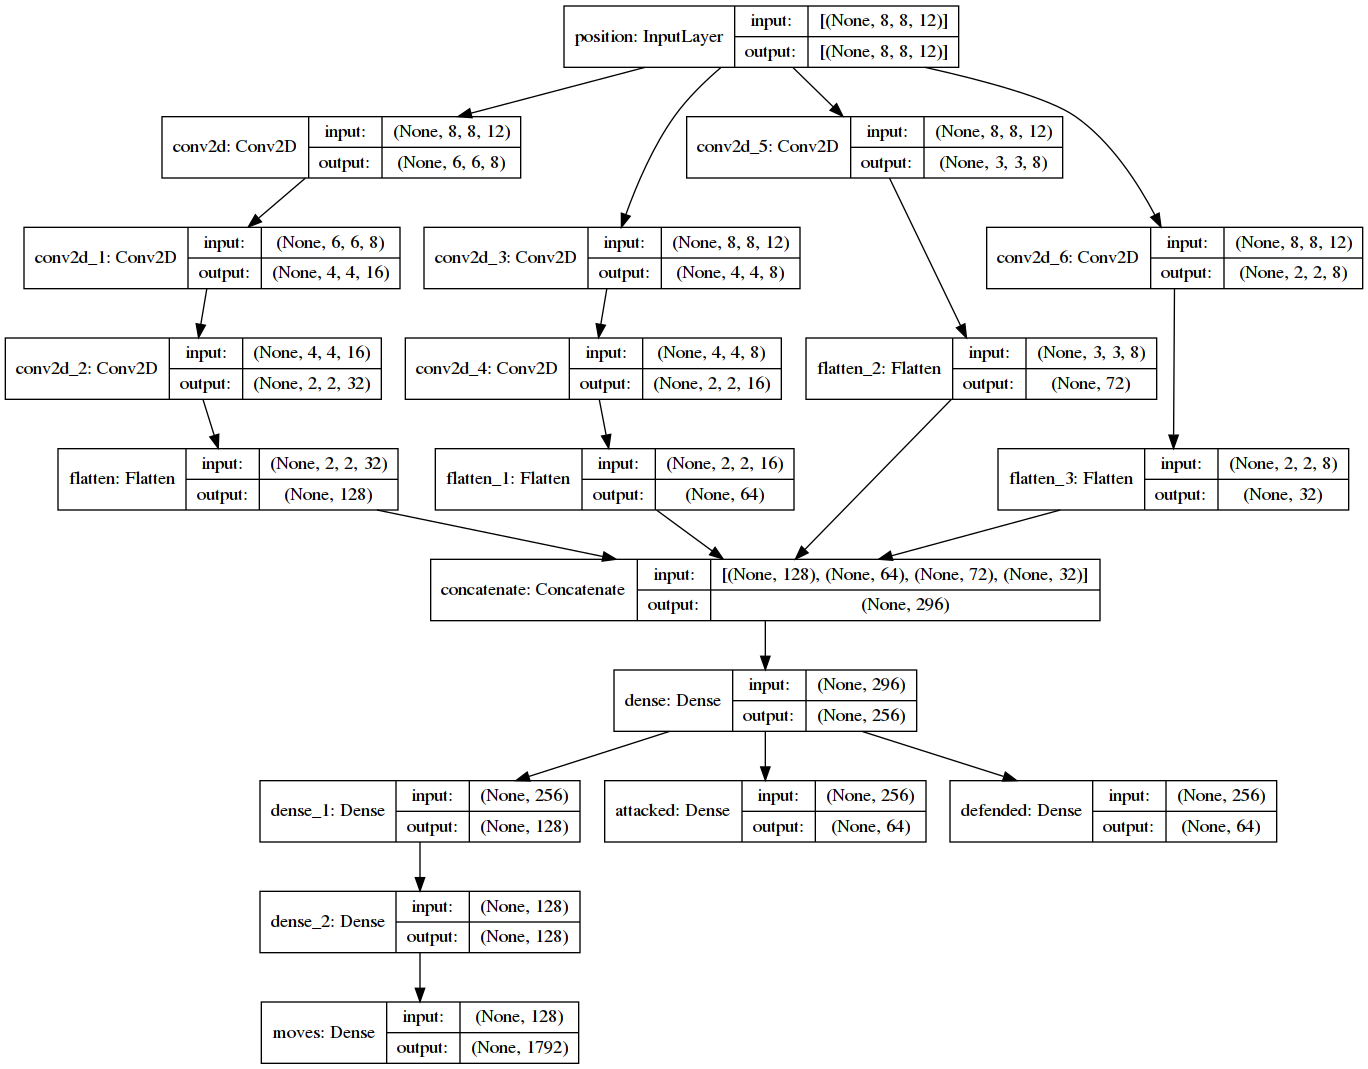 position: InputLayer
input:
[(None, 8, 8, 12)]
output:
[(None, 8, 8, 12)]
conv2d: Conv2D
input:
(None, 8, 8, 12)
output:
(None, 6, 6, 8)
conv2d_5: Conv2D
input:
(None, 8, 8, 12)
output:
(None, 3, 3, 8)
conv2d_1: Conv2D
input:
(None, 6, 6, 8)
output:
(None, 4, 4, 16)
conv2d_3: Conv2D
input:
(None, 8, 8, 12)
output:
(None, 4, 4, 8)
conv2d_6: Conv2D
input:
(None, 8, 8, 12)
output:
(None, 2, 2, 8)
conv2d_2: Conv2D
input:
(None, 4, 4, 16)
output:
(None, 2, 2, 32)
conv2d_4: Conv2D
input:
(None, 4, 4, 8)
output:
(None, 2, 2, 16)
flatten_2: Flatten
input:
(None, 3, 3, 8)
output:
(None, 72)
flatten: Flatten
input:
(None, 2, 2, 32)
output:
(None, 128)
flatten_1: Flatten
input:
(None, 2, 2, 16)
output:
(None, 64)
flatten_3: Flatten
input:
(None, 2, 2, 8)
output:
(None, 32)
concatenate: Concatenate
input:
[(None, 128), (None, 64), (None, 72), (None, 32)]
output:
(None, 296)
dense: Dense
input:
(None, 296)
output:
(None, 256)
dense_1: Dense
input:
(None, 256)
output:
(None, 128)
attacked: Dense
input:
(None, 256)
output:
(None, 64)
defended: Dense
input:
(None, 256)
output:
(None, 64)
dense_2: Dense
input:
(None, 128)
output:
(None, 128)
moves: Dense
input:
(None, 128)
output:
(None, 1792)